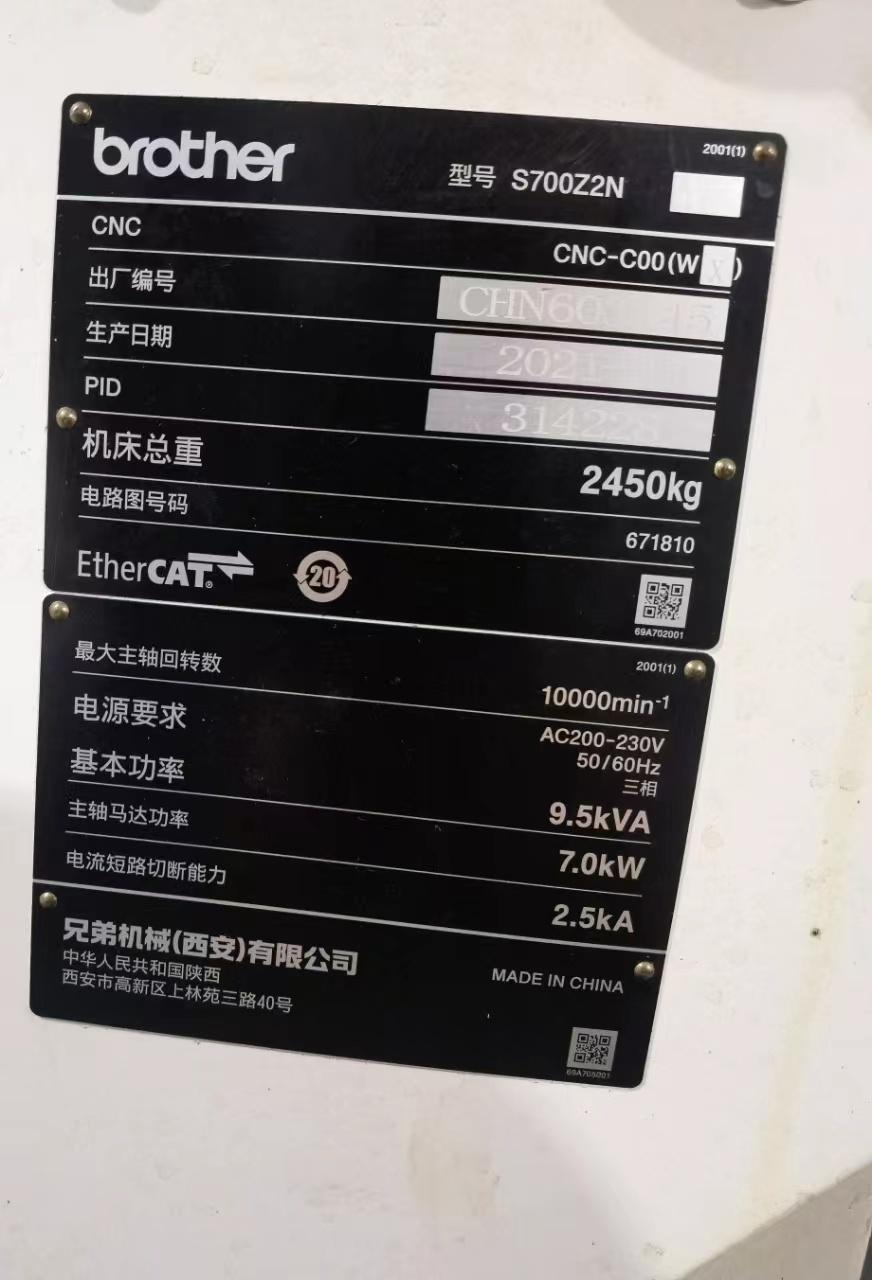 brother
型号 S700Z2N
2001(1)
CNC
CNC-C00(WX)
出厂编号
生产日期
PID
机床总重
2450kg
电路图号码
671810
EtherCAT®
20
69A702001
2001(1)
最大主轴回转数
10000min⁻¹
电源要求
AC200-230V
50/60Hz
三相
基本功率
9.5kVA
主轴马达功率
7.0kW
电流短路切断能力
2.5kA
兄弟机械(西安)有限公司
中华人民共和国陕西
西安市高新区上林苑三路40号
MADE IN CHINA
69A705001